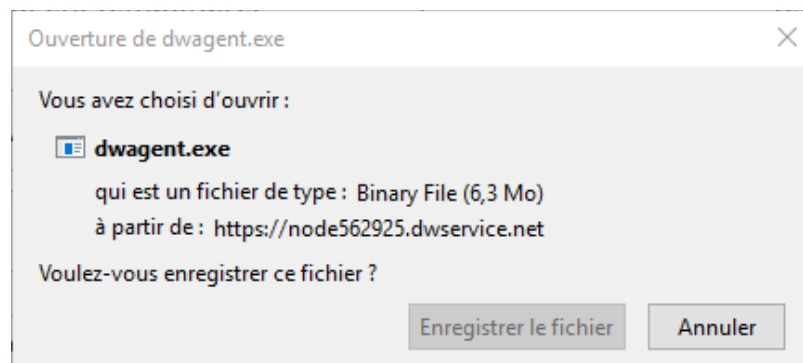 Ouverture de dwagent.exe
Vous avez choisi d'ouvrir :
dwagent.exe
qui est un fichier de type : Binary File (6,3 Mo)
à partir de : https://node562925.dwservice.net
Voulez-vous enregistrer ce fichier ?
Enregistrer le fichier Annuler